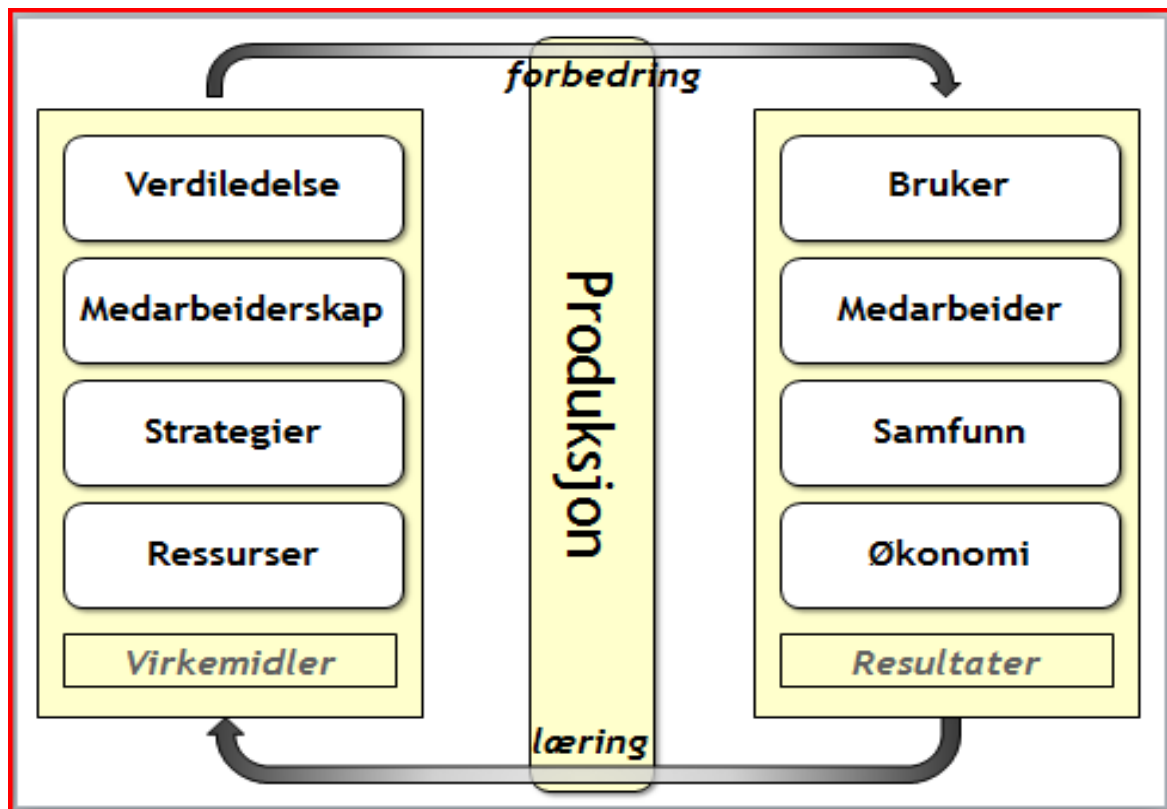 forbedring
Verdiledelse
Medarbeiderskap
Strategier
Ressurser
Virkemidler
Produksjon
Bruker
Medarbeider
Samfunn
Økonomi
Resultater
læring